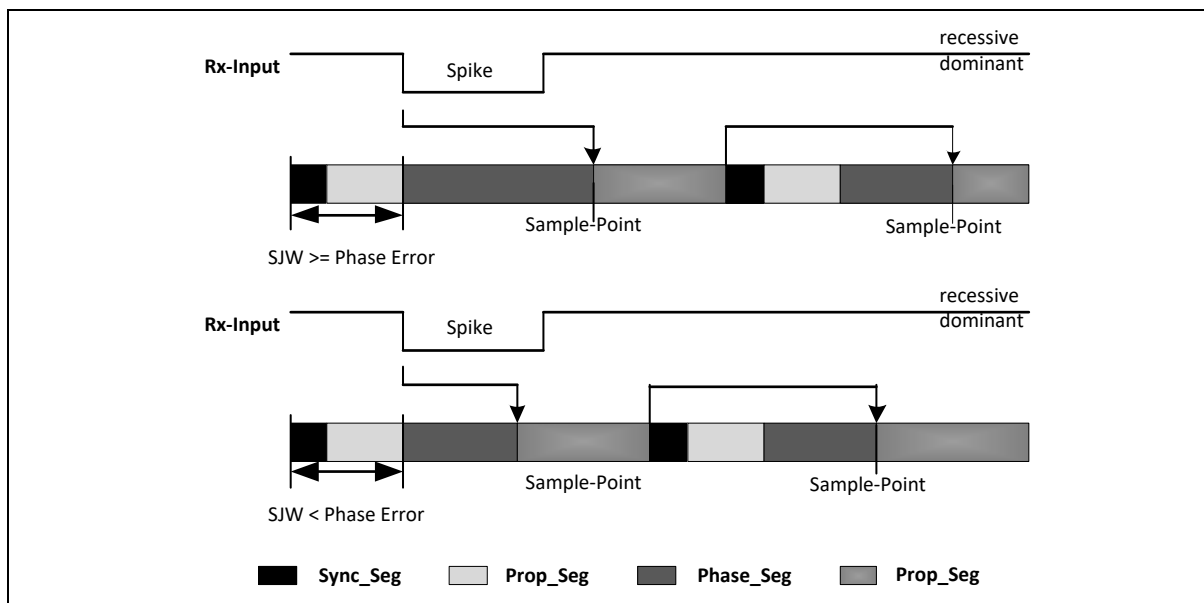 recessive
Rx-Input
dominant
Spike
Sample-Point
Sample-Point
SJW >= Phase Error
recessive
Rx-Input
dominant
Spike
Sample-Point
Sample-Point
SJW < Phase Error
Sync_Seg Prop_Seg Phase_Seg Prop_Seg